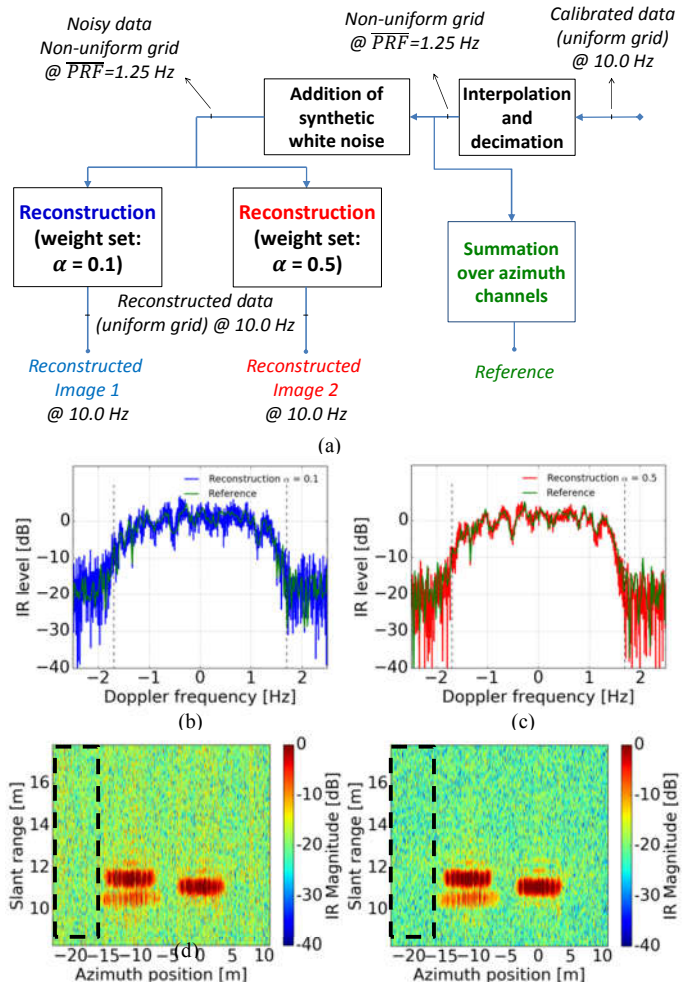 Noisy data
Non-uniform grid
@ PRF=1.25 Hz
Non-uniform grid
@ PRF=1.25 Hz
Calibrated data
(uniform grid)
@ 10.0 Hz
Addition of
synthetic
white noise
Interpolation
and
decimation
Reconstruction
(weight set:
α = 0.1)
Reconstruction
(weight set:
α = 0.5)
Summation
over azimuth
channels
Reconstructed data
(uniform grid) @ 10.0 Hz
Reconstructed
Image 1
@ 10.0 Hz
Reconstructed
Image 2
@ 10.0 Hz
Reference
(a)
Reconstruction α = 0.1
Reference
0
−10
−20
−30
−40
IR level [dB]
−2 −1 0 1 2
Doppler frequency [Hz]
(b)
Reconstruction α = 0.5
Reference
0
−10
−20
−30
−40
IR level [dB]
−2 −1 0 1 2
Doppler frequency [Hz]
(c)
16
14
12
10
Slant range [m]
−20 −15 −10 −5 0 5 10
Azimuth position [m]
(d)
0
−10
−20
−30
−40
IR Magnitude [dB]
16
14
12
10
Slant range [m]
−20 −15 −10 −5 0 5 10
Azimuth position [m]
0
−10
−20
−30
−40
IR Magnitude [dB]